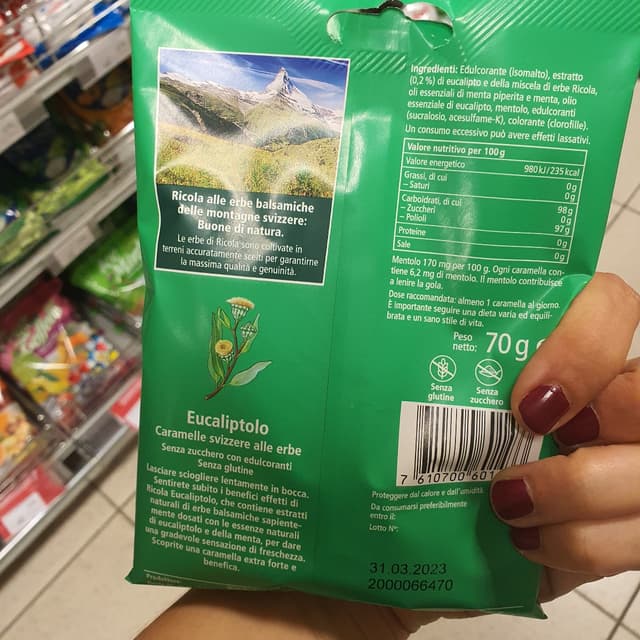 Ricola alle erbe balsamiche
delle montagne svizzere:
Buone di natura.
Le erbe di Ricola sono coltivate in
terreni accuratamente scelti per garantirne
la massima qualità e genuinità.
Eucaliptolo
Caramelle svizzere alle erbe
Senza zucchero con edulcoranti
Senza glutine
Lasciare sciogliere lentamente in bocca.
Sentirete subito i benefici effetti di
Ricola Eucaliptolo, che contiene estratti
naturali di erbe balsamiche sapiente-
mente dosati con le essenze naturali
di eucaliptolo e della menta, per dare
una gradevole sensazione di freschezza.
Scoprite una caramella extra forte e
benefica.
Ingredienti: Edulcorante (isomalto), estratto
(0,2 %) di eucalipto e della miscela di erbe Ricola,
oli essenziali di menta piperita e menta, olio
essenziale di eucalipto, mentolo, edulcoranti
(sucralosio, acesulfame-K), colorante (clorofille).
Un consumo eccessivo può avere effetti lassativi.
Valore nutritivo per 100 g
Valore energetico 980 kJ/235 kcal
Grassi, di cui 0 g
– Saturi 0 g
Carboidrati, di cui 98 g
– Zuccheri 0 g
– Polioli 97 g
Proteine 0 g
Sale 0 g
Mentolo 170 mg per 100 g. Ogni caramella con-
tiene 6,2 mg di mentolo. Il mentolo contribuisce
a lenire la gola.
Dose raccomandata: almeno 1 caramella al giorno.
È importante seguire una dieta varia ed equili-
brata e un sano stile di vita.
Peso
netto: 70 g
Senza
glutine
Senza
zucchero
7 610700 601
Proteggere dal calore e dall'umidità.
Da consumarsi preferibilmente
entro il:
Lotto N°:
31.03.2023
2000066470